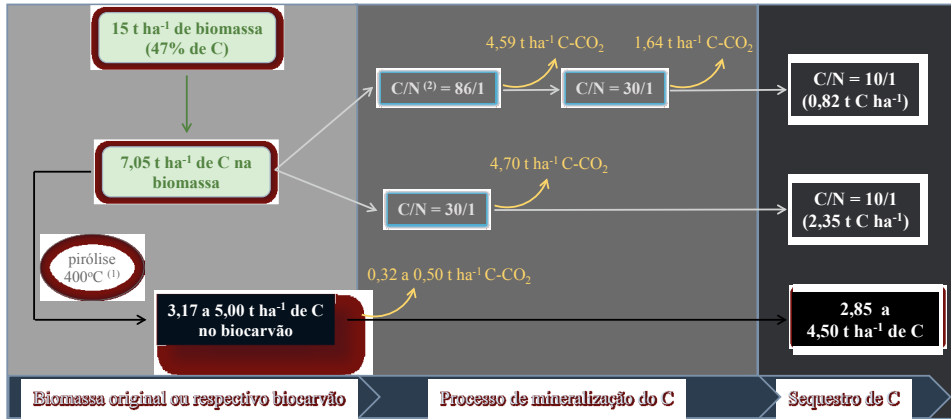 15 t ha⁻¹ de biomassa
(47% de C)
4,59 t ha⁻¹ C-CO₂
1,64 t ha⁻¹ C-CO₂
C/N ⁽²⁾ = 86/1
C/N = 30/1
C/N = 10/1
(0,82 t C ha⁻¹)
7,05 t ha⁻¹ de C na
biomassa
4,70 t ha⁻¹ C-CO₂
C/N = 30/1
C/N = 10/1
(2,35 t C ha⁻¹)
pirólise
400ºC ⁽¹⁾
0,32 a 0,50 t ha⁻¹ C-CO₂
3,17 a 5,00 t ha⁻¹ de C
no biocarvão
2,85 a
4,50 t ha⁻¹ de C
Biomassa original ou respectivo biocarvão
Processo de mineralização do C
Sequestro de C